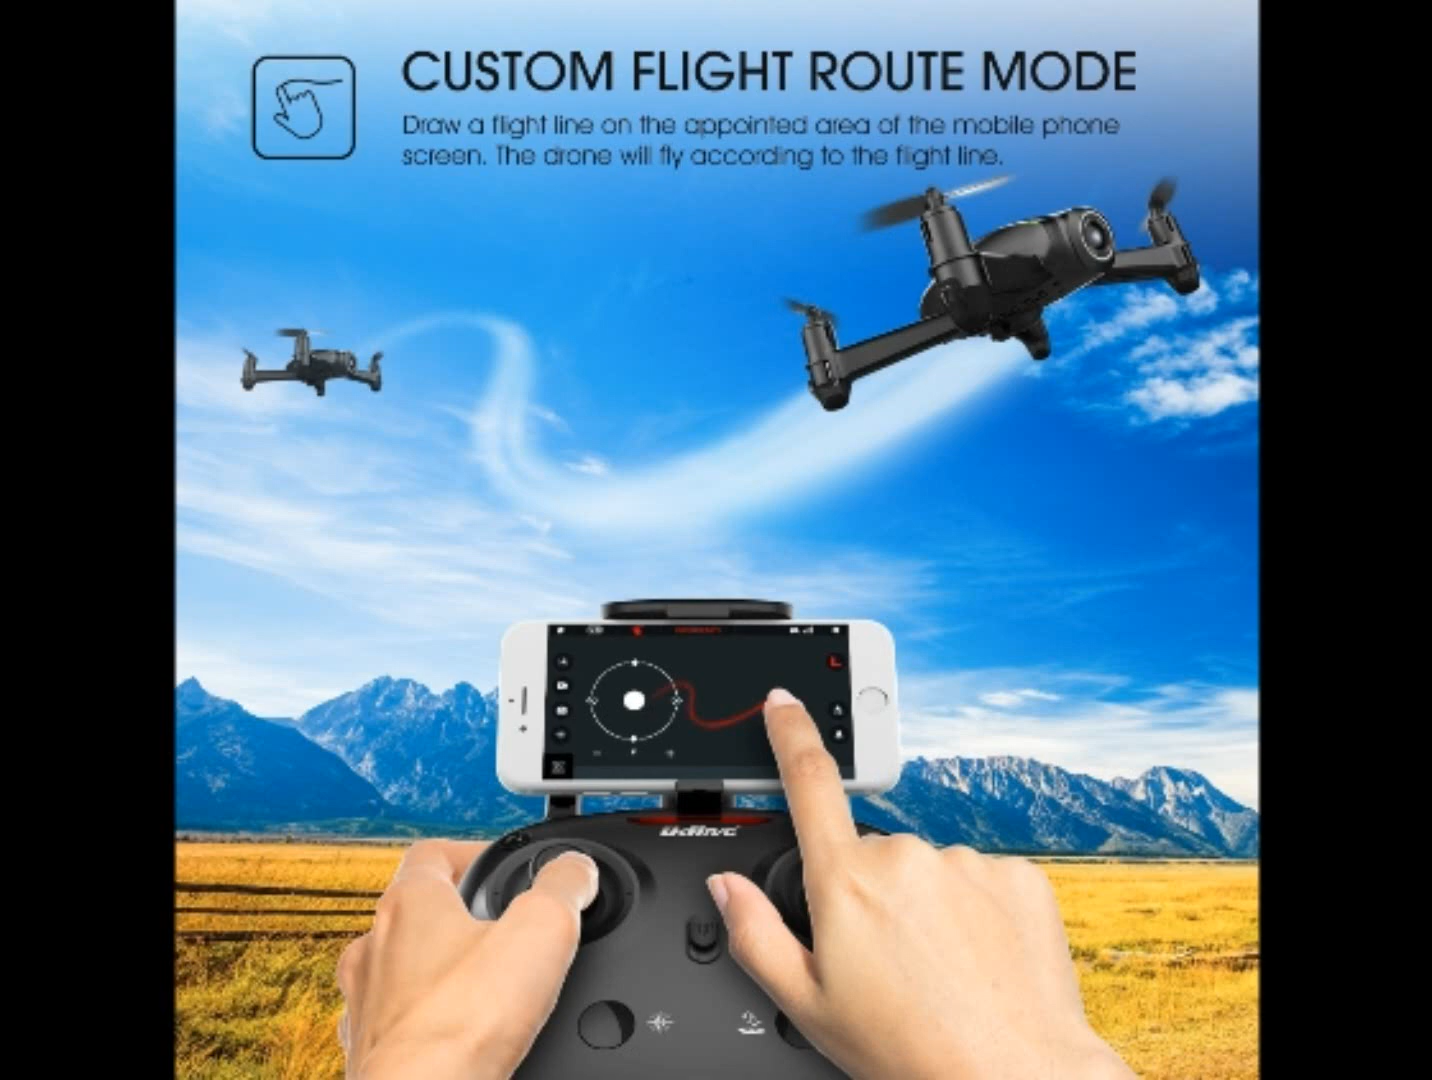 CUSTOM FLIGHT ROUTE MODE
Draw a flight line on the appointed area of the mobile phone
screen. The drone will fly according to the flight line.